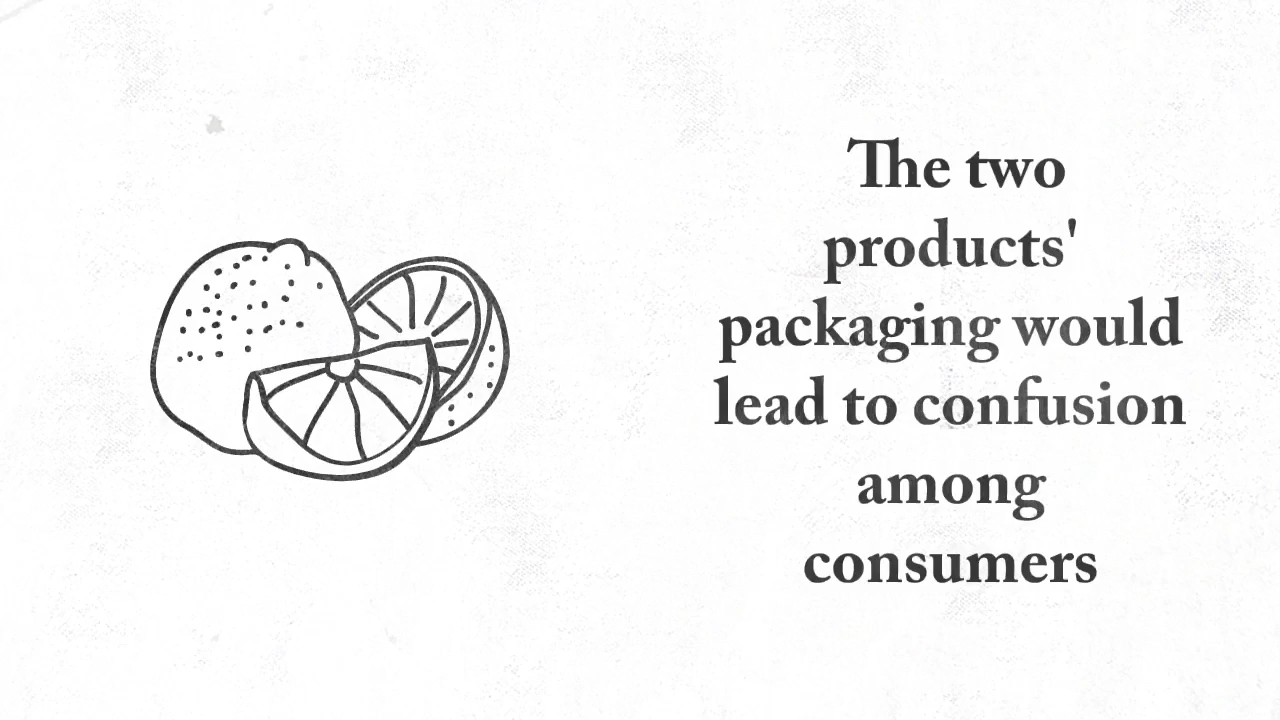 The two
products'
packaging would
lead to confusion
among
consumers